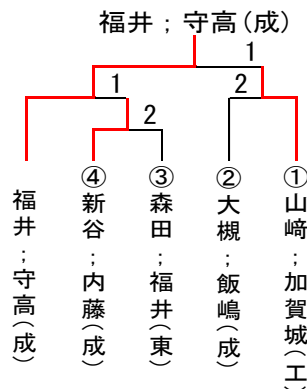 福井；守高(成)
1
1
2
2
福井；守高(成)
④新谷；内藤(成)
③森田；福井(東)
②大槻；飯嶋(成)
①山﨑；加賀城(工